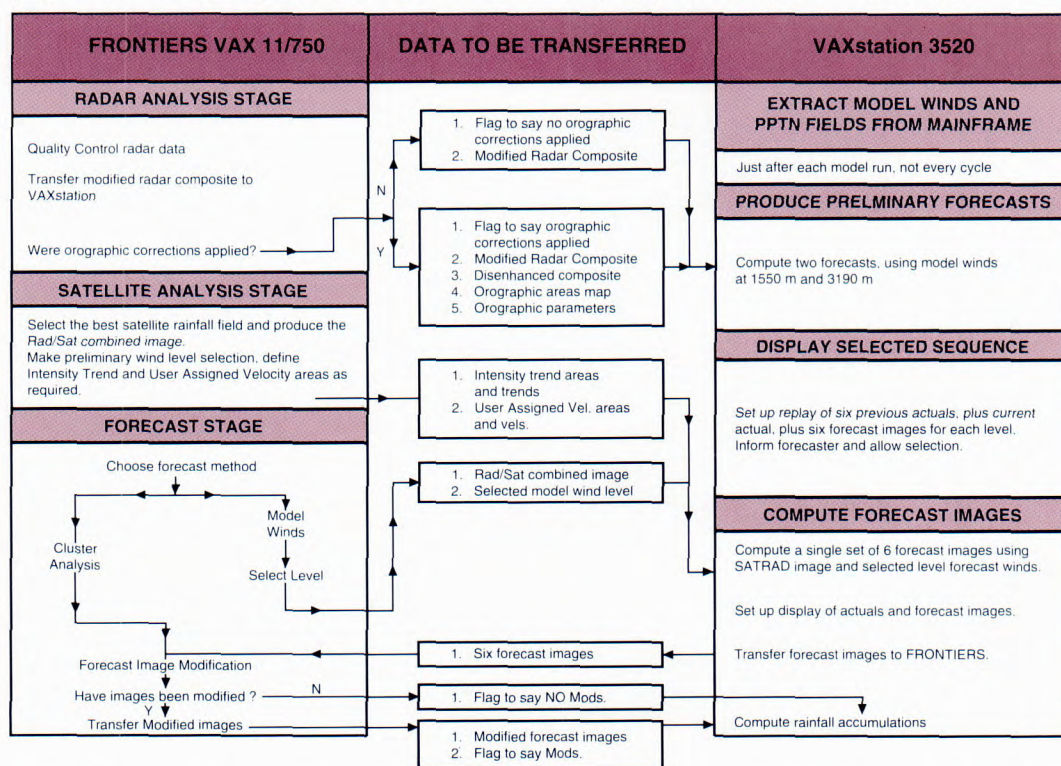 FRONTIERS VAX 11/750
DATA TO BE TRANSFERRED
VAXstation 3520
RADAR ANALYSIS STAGE
Quality Control radar data
Transfer modified radar composite to
VAXstation
Were orographic corrections applied?
N
Y
SATELLITE ANALYSIS STAGE
Select the best satellite rainfall field and produce the
Rad/Sat combined image.
Make preliminary wind level selection, define
Intensity Trend and User Assigned Velocity areas as
required.
FORECAST STAGE
Choose forecast method
Model
Winds
Cluster
Analysis
Select Level
Forecast Image Modification
Have images been modified ?
N
Y
Transfer Modified images
1. Flag to say no orographic
corrections applied
2. Modified Radar Composite
1. Flag to say orographic
corrections applied
2. Modified Radar Composite
3. Disenhanced composite
4. Orographic areas map
5. Orographic parameters
1. Intensity trend areas
and trends
2. User Assigned Vel. areas
and vels.
1. Rad/Sat combined image
2. Selected model wind level
1. Six forecast images
1. Flag to say NO Mods.
1. Modified forecast images
2. Flag to say Mods.
EXTRACT MODEL WINDS AND
PPTN FIELDS FROM MAINFRAME
Just after each model run, not every cycle
PRODUCE PRELMINARY FORECASTS
Compute two forecasts, using model winds
at 1550 m and 3190 m
DISPLAY SELECTED SEQUENCE
Set up replay of six previous actuals, plus current
actual, plus six forecast images for each level.
Inform forecaster and allow selection.
COMPUTE FORECAST IMAGES
Compute a single set of 6 forecast images using
SATRAD image and selected level forecast winds.
Set up display of actuals and forecast images.
Transfer forecast images to FRONTIERS.
Compute rainfall accumulations